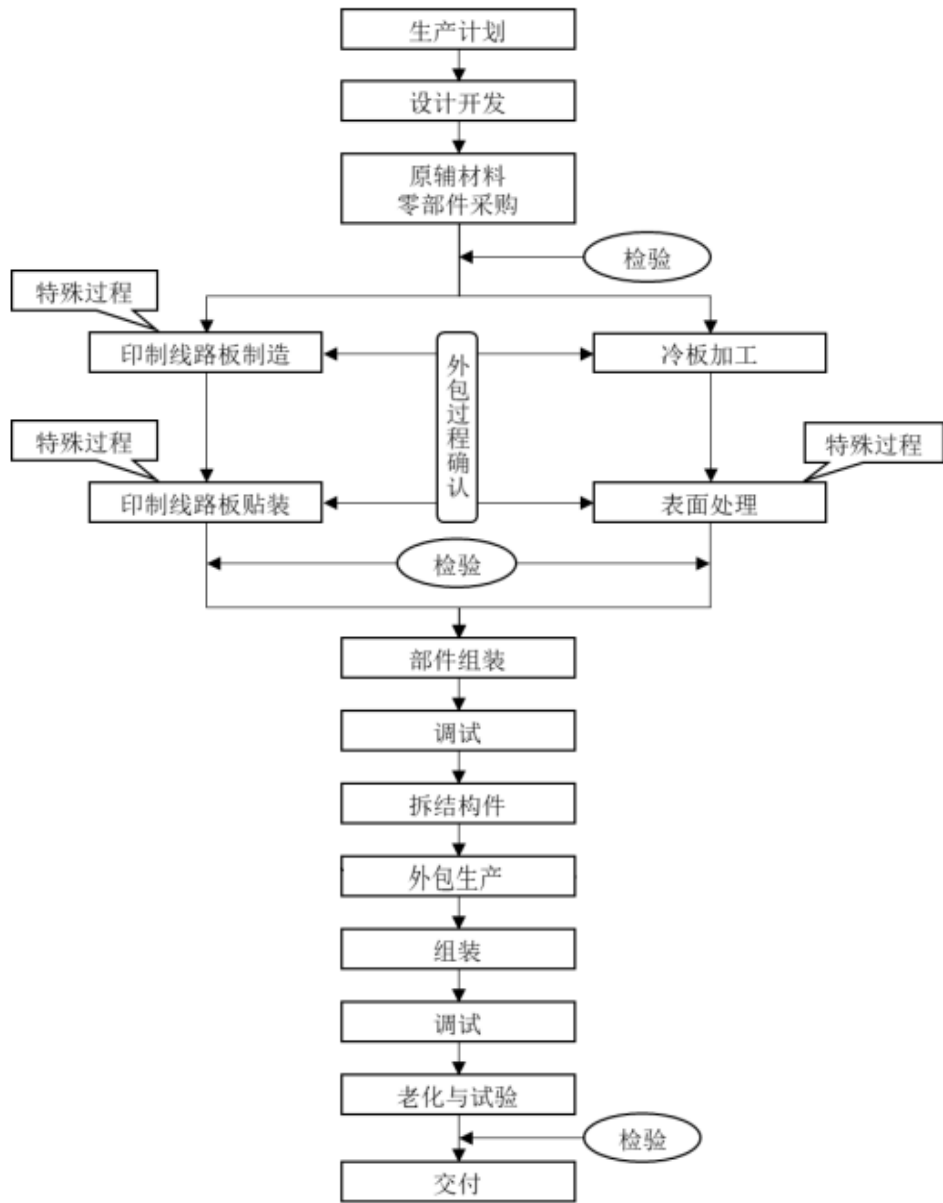 生产计划
设计开发
原辅材料
零部件采购
检验
特殊过程
印制线路板制造
外包过程确认
冷板加工
特殊过程
特殊过程
印制线路板贴装
表面处理
检验
部件组装
调试
拆结构件
外包生产
组装
调试
老化与试验
检验
交付